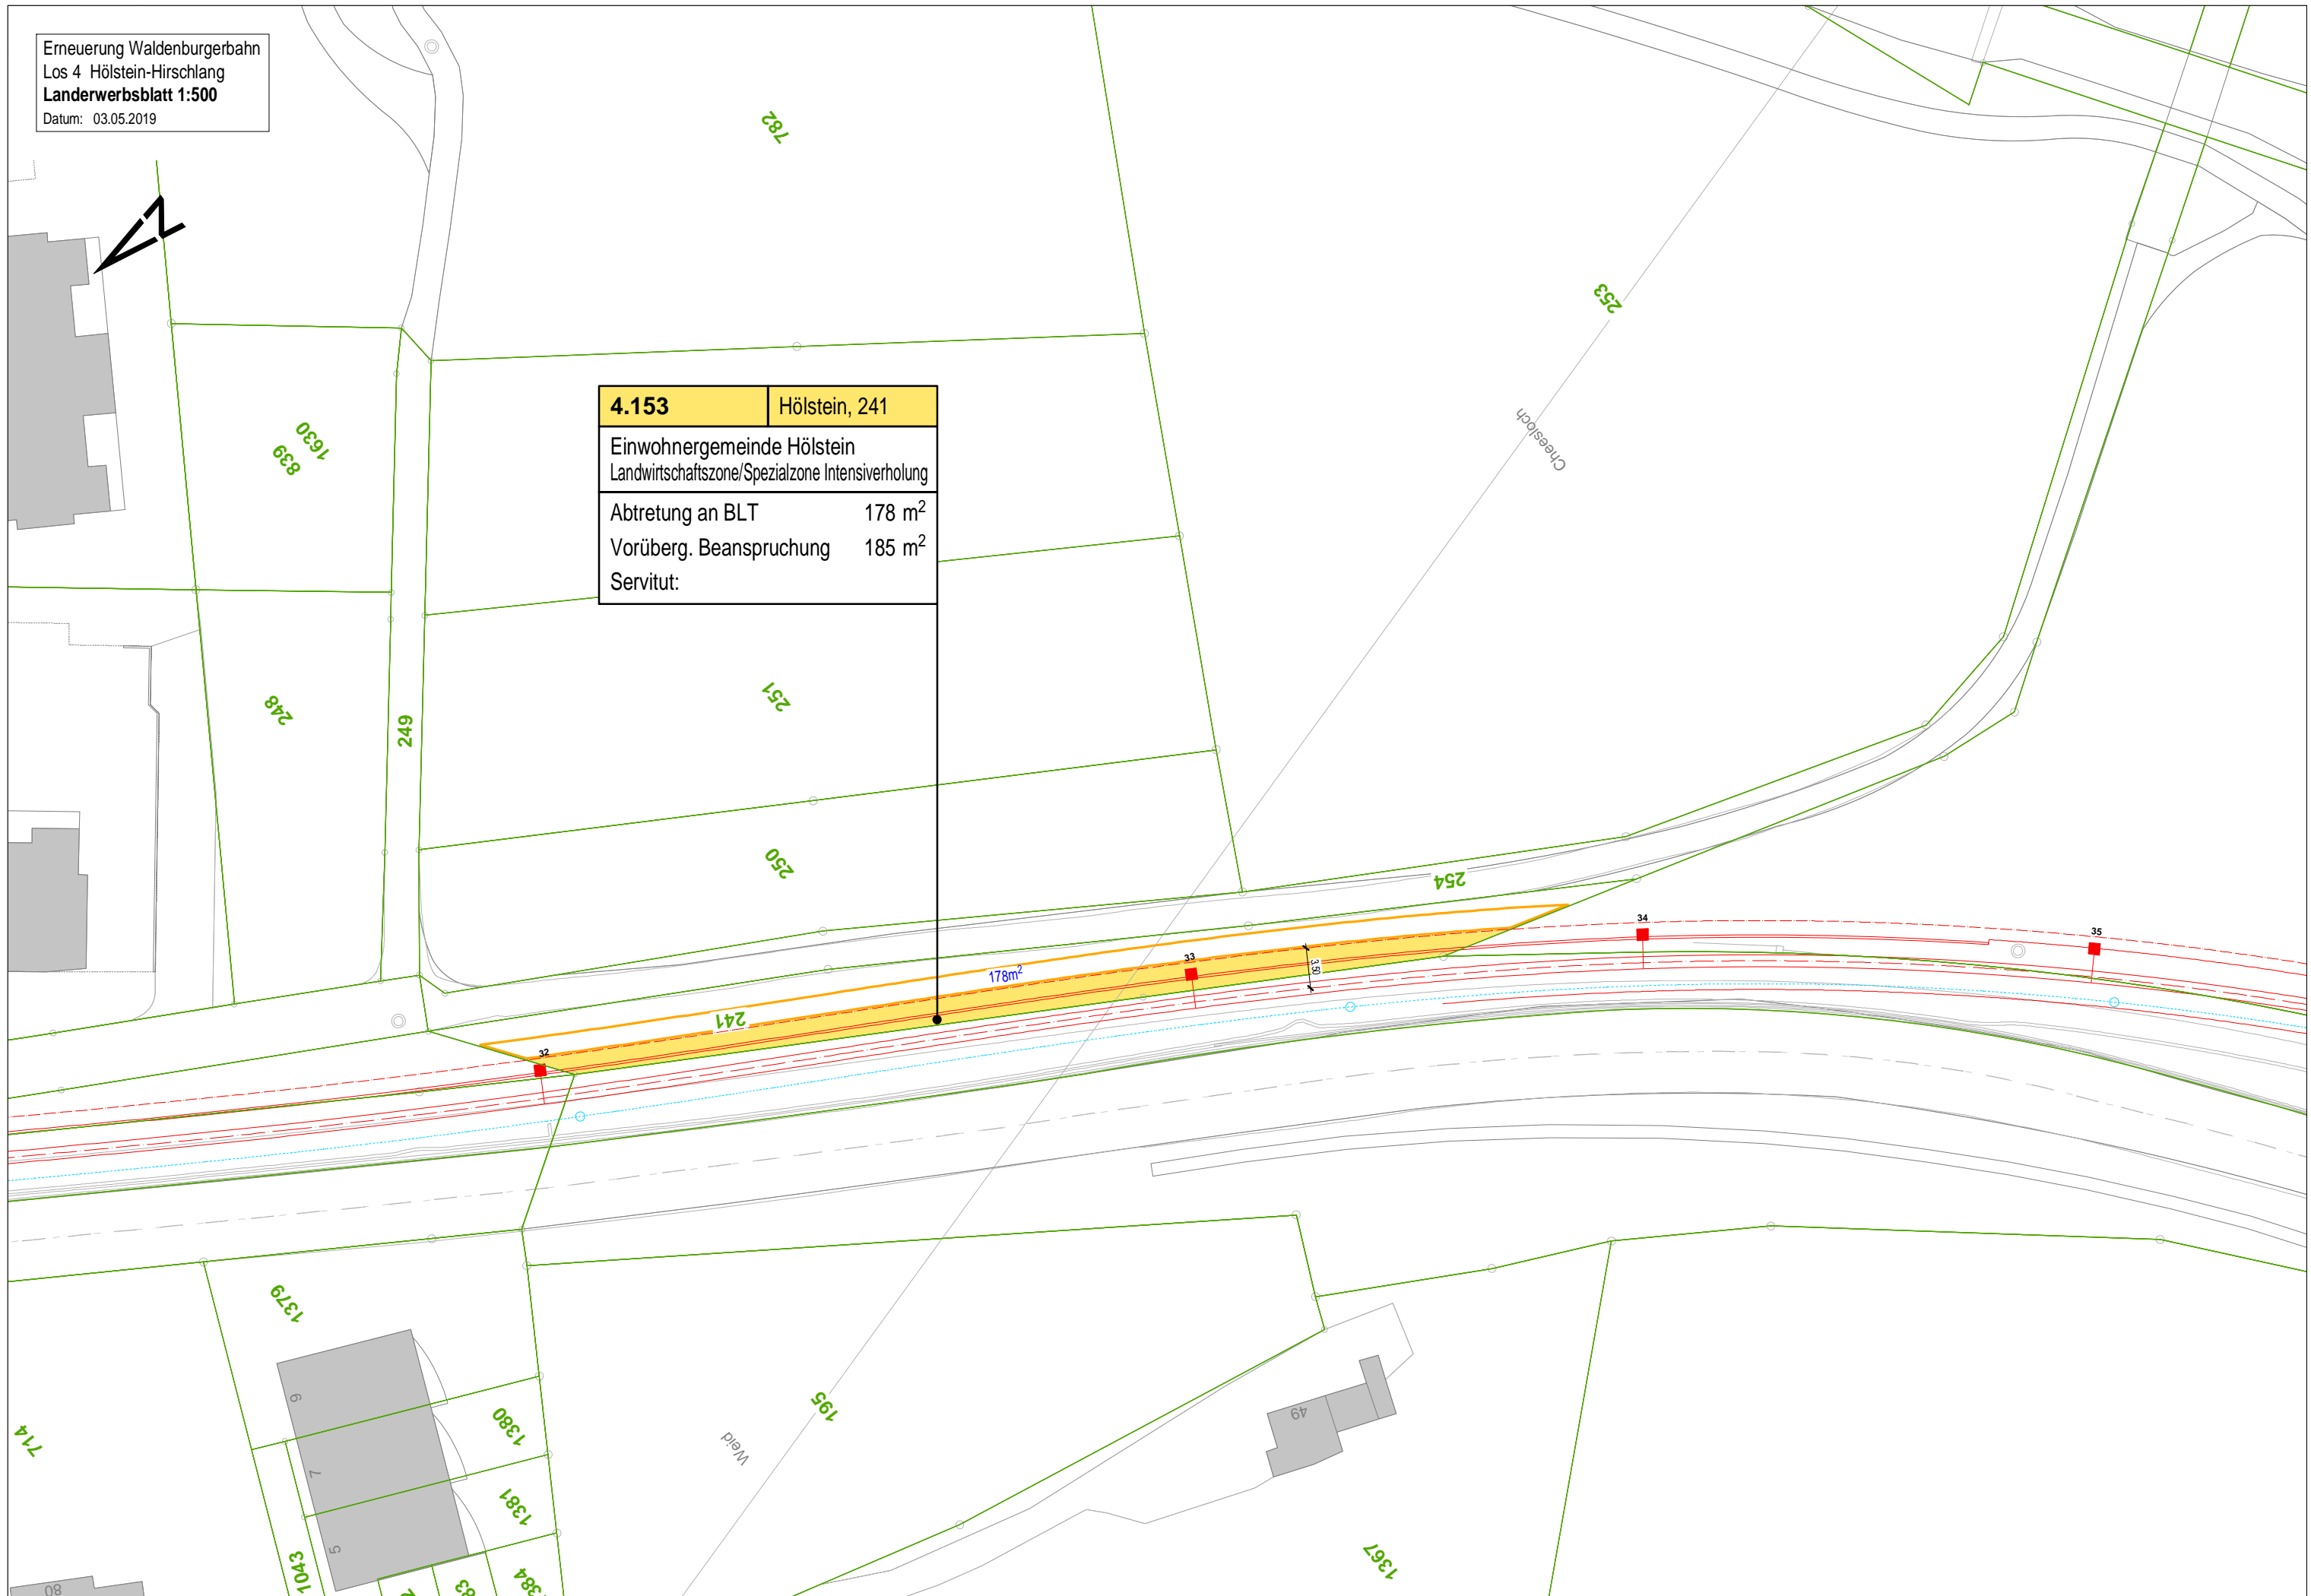 Erneuerung Waldenburgerbahn
Los 4 Hölstein-Hirschlang
Landerwerbsblatt 1:500
Datum: 03.05.2019
782
253
Cheesloch
4.153 Hölstein, 241
Einwohnergemeinde Hölstein
Landwirtschaftszone/Spezialzone Intensiverholung
Abtretung an BLT 178 m²
Vorüberg. Beanspruchung 185 m²
Servitut:
1630
839
248
249
251
250
254
241
178m²
3.50
32
33
34
35
1379
1380
1381
1384
1043
714
195
Weid
49
1367
9
7
5
80